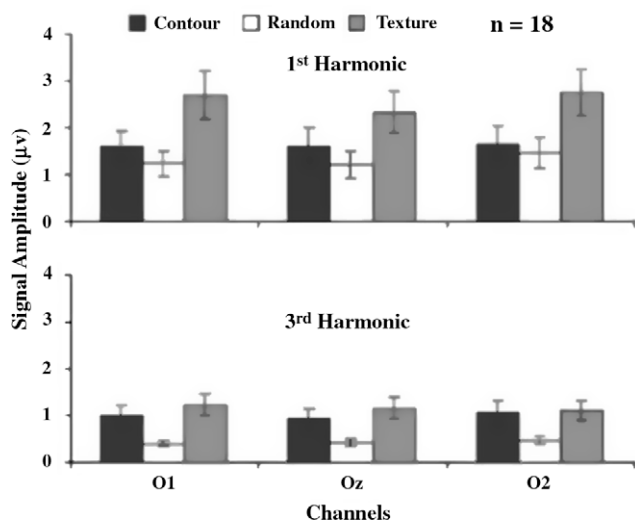 Contour Random Texture n = 18
1st Harmonic
4
3
2
1
0
Signal Amplitude (μv)
3rd Harmonic
4
3
2
1
0
O1 Oz O2
Channels